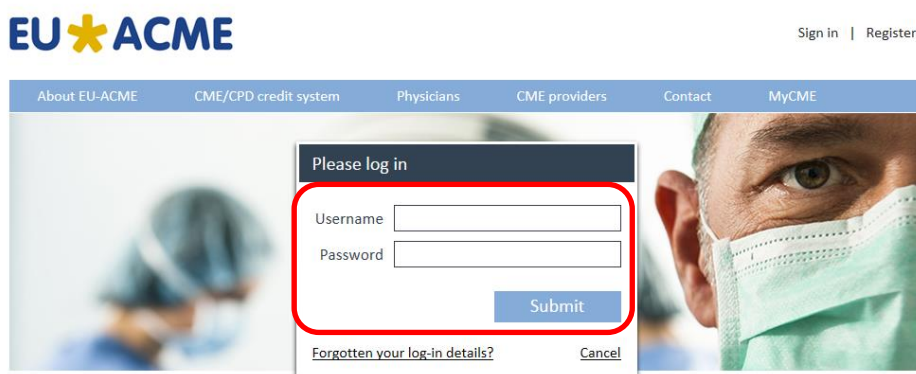 EU ACME
Sign in | Register
About EU-ACME CME/CPD credit system Physicians CME providers Contact MyCME
Please log in
Username
Password
Submit
Forgotten your log-in details? Cancel